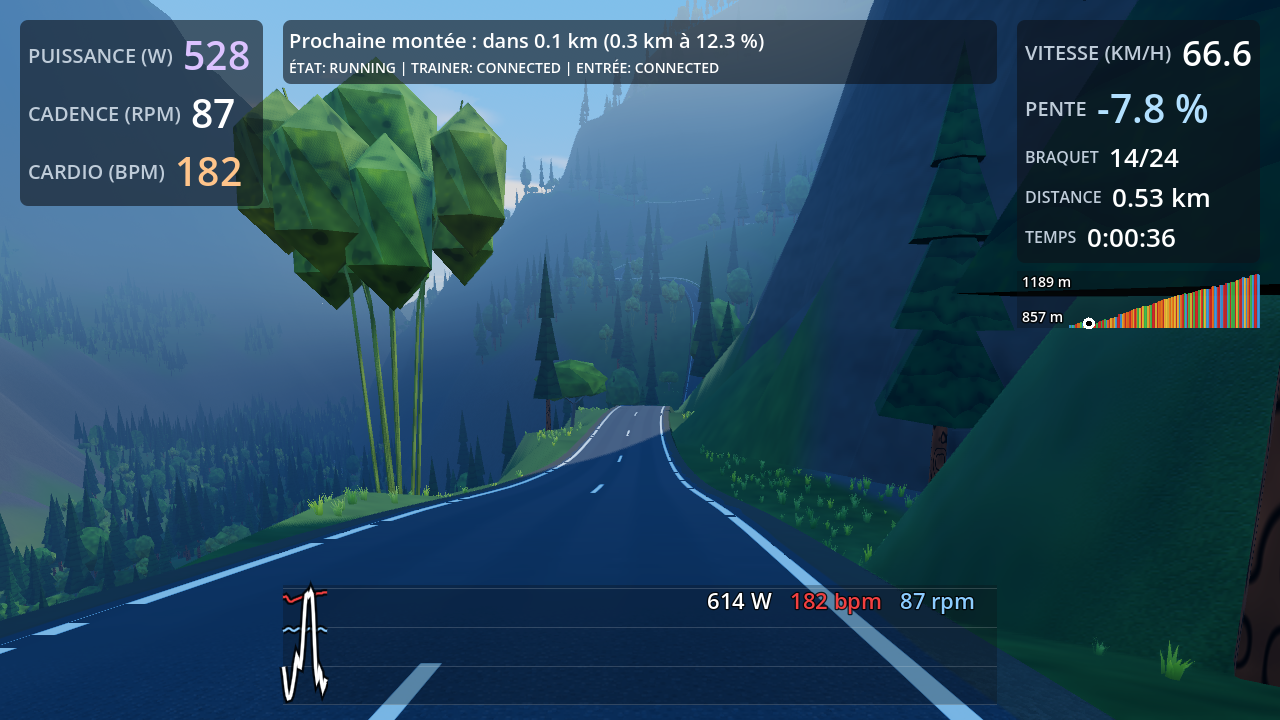 PUISSANCE (W) 528
CADENCE (RPM) 87
CARDIO (BPM) 182
Prochaine montée : dans 0.1 km (0.3 km à 12.3 %)
ÉTAT: RUNNING | TRAINER: CONNECTED | ENTRÉE: CONNECTED
VITESSE (KM/H) 66.6
PENTE -7.8 %
BRAQUET 14/24
DISTANCE 0.53 km
TEMPS 0:00:36
1189 m
857 m
614 W 182 bpm 87 rpm